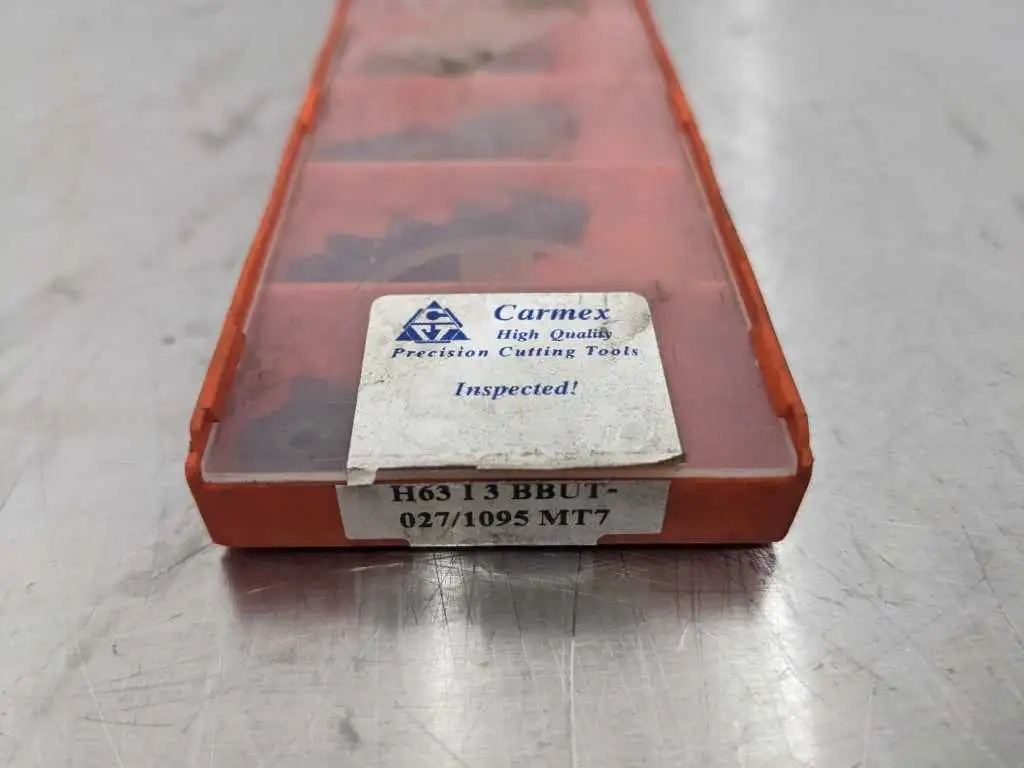 Carmex
High Quality
Precision Cutting Tools
Inspected!
H63 I 3 BBUT-
027/1095 MT7